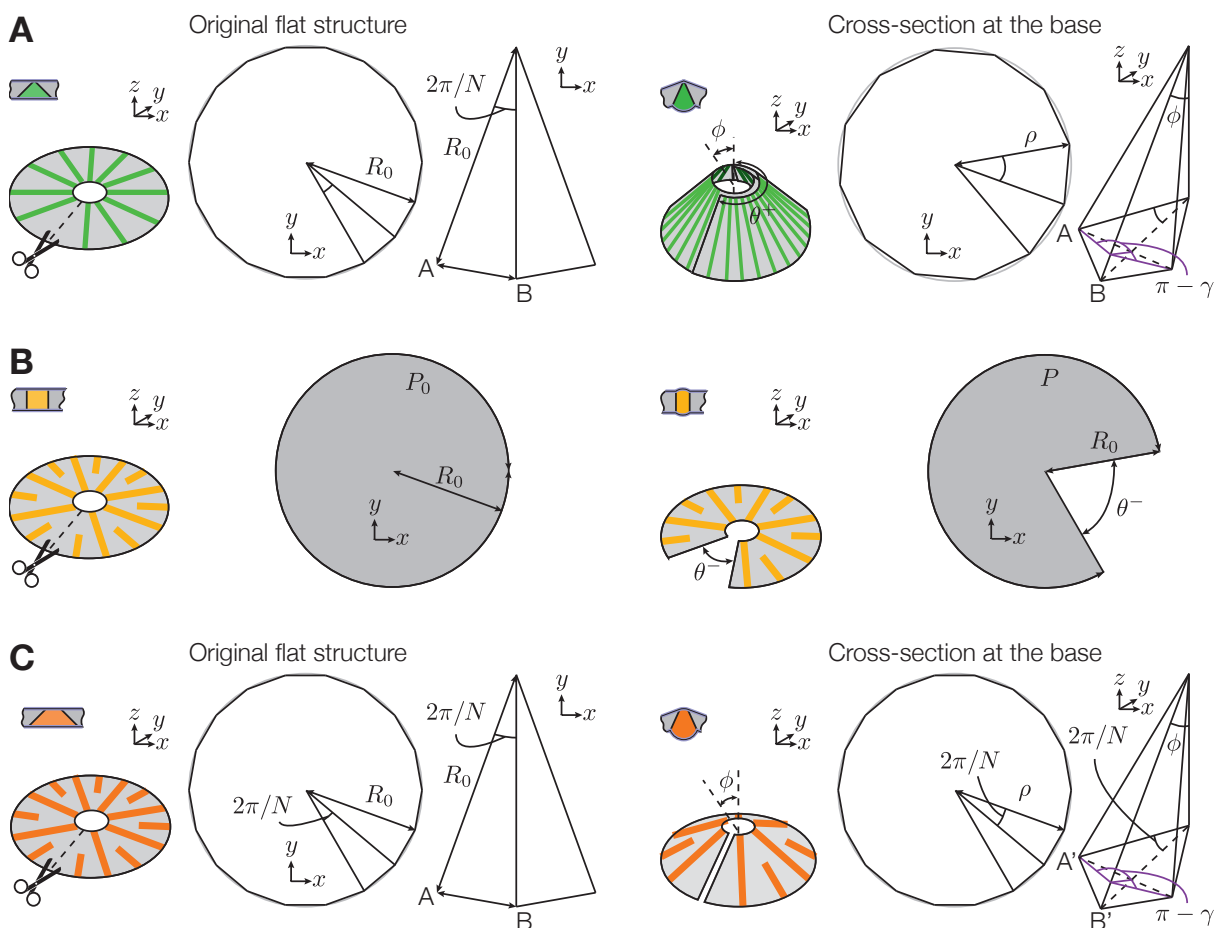 A
Original flat structure
Cross-section at the base
z
y
x
R₀
y
x
2π/N
R₀
y
x
A
B
z
y
x
ϕ
θ⁺
ρ
y
x
z
y
x
ϕ
A
B
π − γ
B
z
y
x
P₀
R₀
y
x
z
y
x
θ⁻
P
R₀
θ⁻
y
x
C
Original flat structure
Cross-section at the base
z
y
x
2π/N
R₀
y
x
2π/N
R₀
y
x
A
B
z
y
x
ϕ
2π/N
ρ
y
x
z
y
x
2π/N
ϕ
A'
B'
π − γ